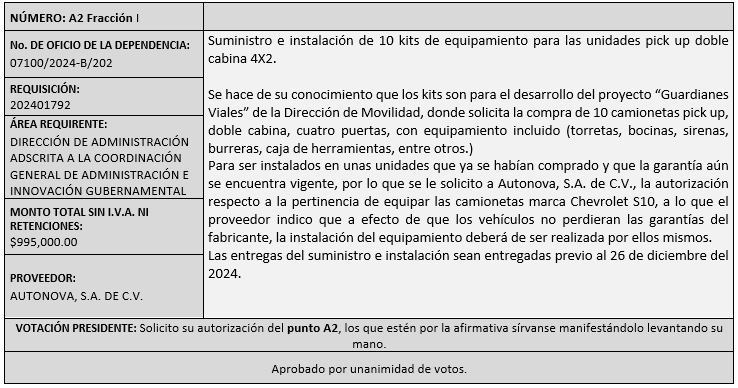 NÚMERO: A2 Fracción I
No. DE OFICIO DE LA DEPENDENCIA:
07100/2024-B/202
REQUISICIÓN:
202401792
ÁREA REQUIRENTE:
DIRECCIÓN DE ADMINISTRACIÓN
ADSCRITA A LA COORDINACIÓN
GENERAL DE ADMINISTRACIÓN E
INNOVACIÓN GUBERNAMENTAL
MONTO TOTAL SIN I.V.A. NI
RETENCIONES:
$995,000.00
PROVEEDOR:
AUTONOVA, S.A. DE C.V.
Suministro e instalación de 10 kits de equipamiento para las unidades pick up doble
cabina 4X2.
Se hace de su conocimiento que los kits son para el desarrollo del proyecto “Guardianes
Viales” de la Dirección de Movilidad, donde solicita la compra de 10 camionetas pick up,
doble cabina, cuatro puertas, con equipamiento incluido (torretas, bocinas, sirenas,
burreras, caja de herramientas, entre otros.)
Para ser instalados en unas unidades que ya se habían comprado y que la garantía aún
se encuentra vigente, por lo que se le solicito a Autonova, S.A. de C.V., la autorización
respecto a la pertinencia de equipar las camionetas marca Chevrolet S10, a lo que el
proveedor indico que a efecto de que los vehículos no perdieran las garantías del
fabricante, la instalación del equipamiento deberá de ser realizada por ellos mismos.
Las entregas del suministro e instalación sean entregadas previo al 26 de diciembre del
2024.
VOTACIÓN PRESIDENTE: Solicito su autorización del punto A2, los que estén por la afirmativa sírvanse manifestándolo levantando su
mano.
Aprobado por unanimidad de votos.